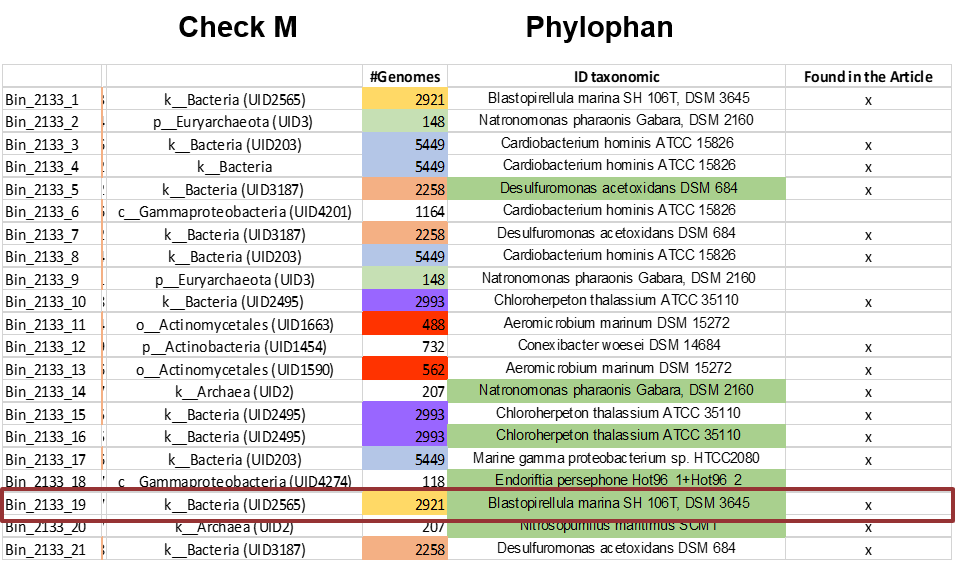 Check M Phylophan
#Genomes ID taxonomic Found in the Article
Bin_2133_1 k__Bacteria (UID2565) 2921 Blastopirellula marina SH 106T, DSM 3645 x
Bin_2133_2 p__Euryarchaeota (UID3) 148 Natronomonas pharaonis Gabara, DSM 2160
Bin_2133_3 k__Bacteria (UID203) 5449 Cardiobacterium hominis ATCC 15826 x
Bin_2133_4 k__Bacteria 5449 Cardiobacterium hominis ATCC 15826 x
Bin_2133_5 k__Bacteria (UID3187) 2258 Desulfuromonas acetoxidans DSM 684 x
Bin_2133_6 c__Gammaproteobacteria (UID4201) 1164 Cardiobacterium hominis ATCC 15826
Bin_2133_7 k__Bacteria (UID3187) 2258 Desulfuromonas acetoxidans DSM 684 x
Bin_2133_8 k__Bacteria (UID203) 5449 Cardiobacterium hominis ATCC 15826 x
Bin_2133_9 p__Euryarchaeota (UID3) 148 Natronomonas pharaonis Gabara, DSM 2160
Bin_2133_10 k__Bacteria (UID2495) 2993 Chloroherpeton thalassium ATCC 35110 x
Bin_2133_11 o__Actinomycetales (UID1663) 488 Aeromicrobium marinum DSM 15272
Bin_2133_12 p__Actinobacteria (UID1454) 732 Conexibacter woesei DSM 14684 x
Bin_2133_13 o__Actinomycetales (UID1590) 562 Aeromicrobium marinum DSM 15272 x
Bin_2133_14 k__Archaea (UID2) 207 Natronomonas pharaonis Gabara, DSM 2160 x
Bin_2133_15 k__Bacteria (UID2495) 2993 Chloroherpeton thalassium ATCC 35110 x
Bin_2133_16 k__Bacteria (UID2495) 2993 Chloroherpeton thalassium ATCC 35110 x
Bin_2133_17 k__Bacteria (UID203) 5449 Marine gamma proteobacterium sp. HTCC2080 x
Bin_2133_18 c__Gammaproteobacteria (UID4274) 118 Endoriftia persephone Hot96_1+Hot96_2
Bin_2133_19 k__Bacteria (UID2565) 2921 Blastopirellula marina SH 106T, DSM 3645 x
Bin_2133_20 k__Archaea (UID2) 207 Nitrosopumilus maritimus SCM1 x
Bin_2133_21 k__Bacteria (UID3187) 2258 Desulfuromonas acetoxidans DSM 684 x